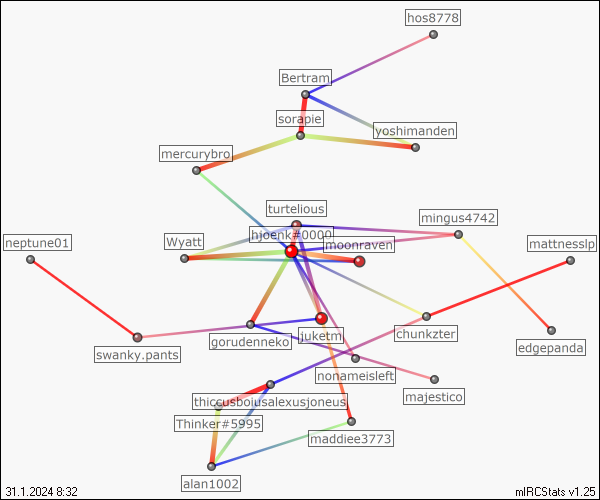 hos8778
Bertram
sorapie
yoshimanden
mercurybro
turtelious
mingus4742
hjoenk#0000
neptune01
Wyatt
moonraven
mattnesslp
chunkzter
juketm
gorudenneko
edgepanda
swanky.pants
nonameisleft
majestico
thiccusboiusalexusjoneus
Thinker#5995
maddiee3773
alan1002
31.1.2024 8:32
mIRCStats v1.25